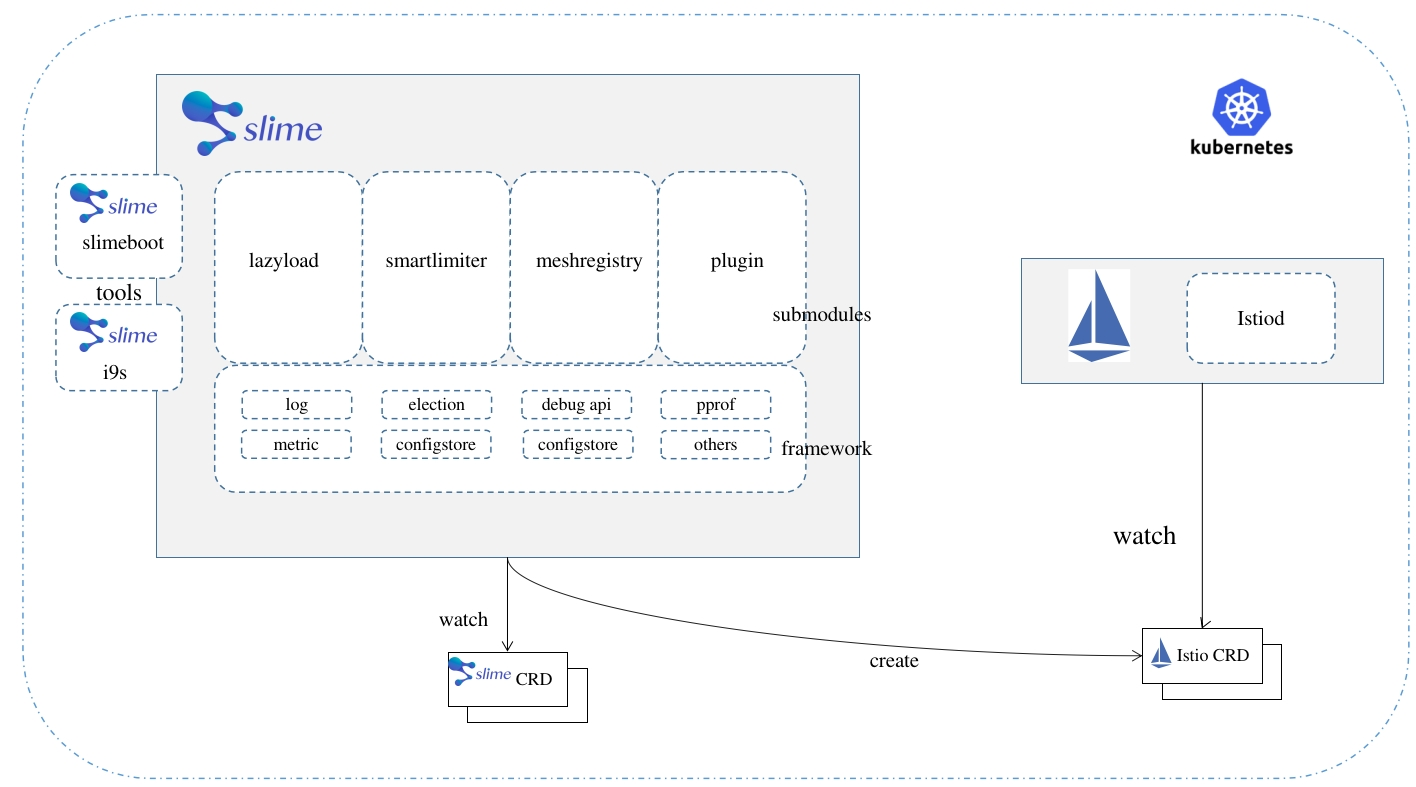 slime
kubernetes
slime
slimeboot
tools
slime
i9s
lazyload
smartlimiter
meshregistry
plugin
submodules
log
election
debug api
pprof
metric
configstore
configstore
others
framework
Istiod
watch
watch
create
slime CRD
Istio CRD